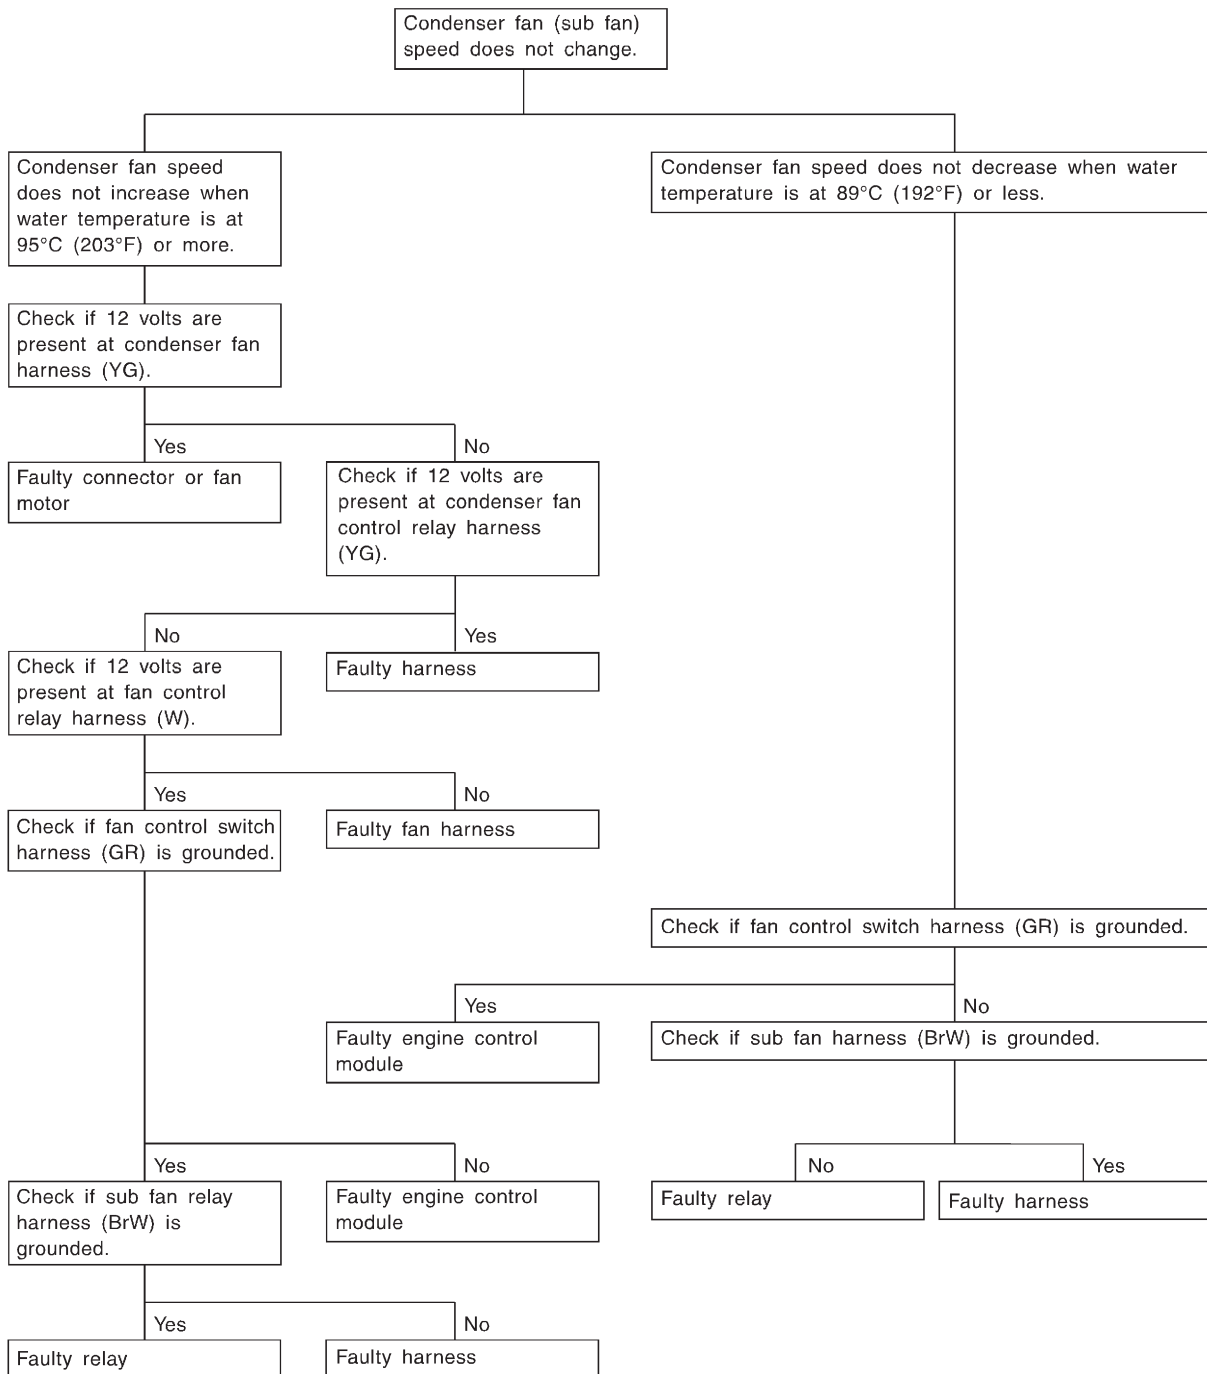 Condenser fan (sub fan)
speed does not change.
Condenser fan speed
does not increase when
water temperature is at
95°C (203°F) or more.
Condenser fan speed does not decrease when water
temperature is at 89°C (192°F) or less.
Check if 12 volts are
present at condenser fan
harness (YG).
Yes
No
Faulty connector or fan
motor
Check if 12 volts are
present at condenser fan
control relay harness
(YG).
No
Yes
Check if 12 volts are
present at fan control
relay harness (W).
Faulty harness
Yes
No
Check if fan control switch
harness (GR) is grounded.
Faulty fan harness
Check if fan control switch harness (GR) is grounded.
Yes
No
Faulty engine control
module
Check if sub fan harness (BrW) is grounded.
Yes
No
No
Yes
Check if sub fan relay
harness (BrW) is
grounded.
Faulty engine control
module
Faulty relay
Faulty harness
Yes
No
Faulty relay
Faulty harness